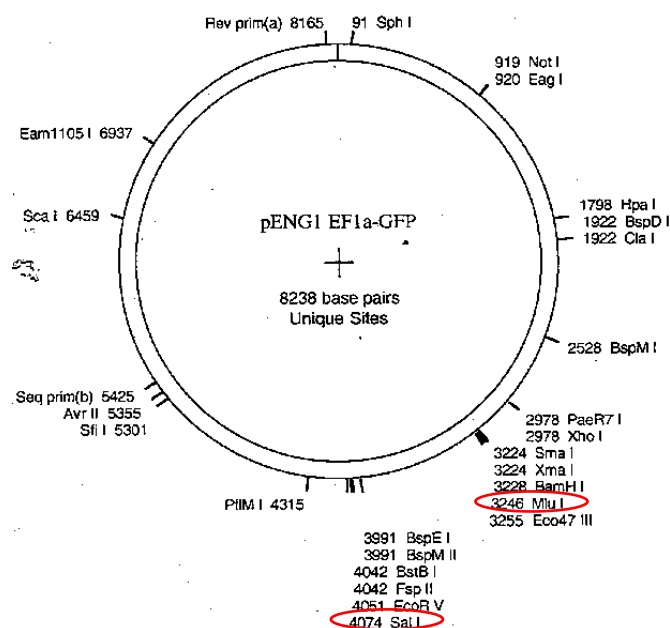 Rev prim(a) 8165
91 Sph I
919 Not I
920 Eag I
Eam1105 I 6937
1798 Hpa I
1922 BspD I
1922 Cla I
Sca I 6459
pENG1 EF1a-GFP
8238 base pairs
Unique Sites
2528 BspM I
Seq prim(b) 5425
Avr II 5355
Sfi I 5301
2978 PaeR7 I
2978 Xho I
3224 Sma I
3224 Xma I
3228 BamH I
3246 Mlu I
3255 Eco47 III
PflM I 4315
3991 BspE I
3991 BspM II
4042 BstB I
4042 Fsp II
4051 EcoR V
4074 Sal I